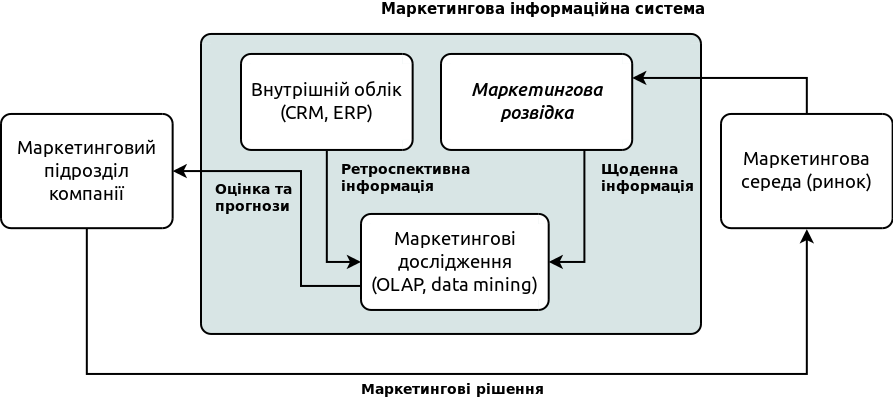 Маркетингова інформаційна система
Внутрішній облік
(CRM, ERP)
Маркетингова
розвідка
Маркетинговий
підрозділ
компанії
Маркетингова
середа (ринок)
Оцінка та
прогнози
Ретроспективна
інформація
Щоденна
інформація
Маркетингові
дослідження
(OLAP, data mining)
Маркетингові рішення